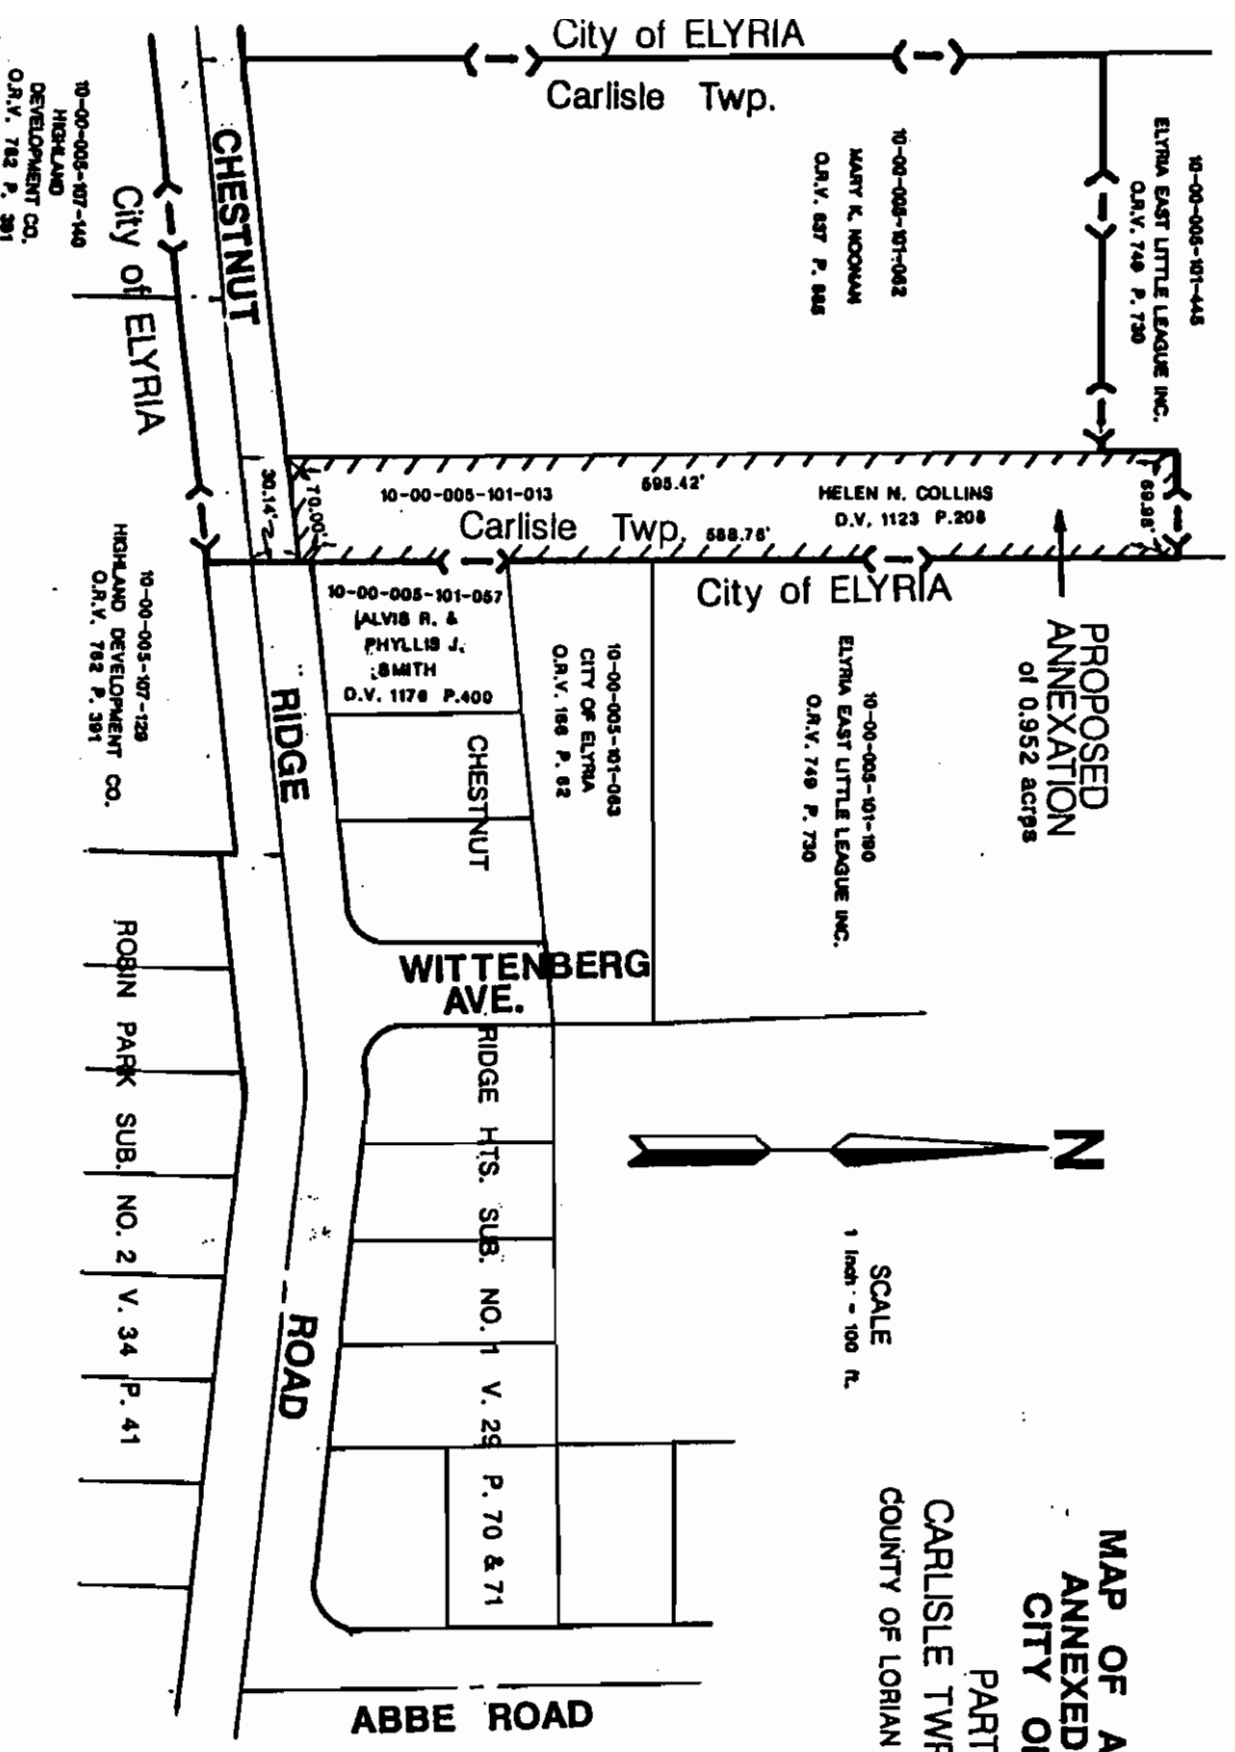 City of ELYRIA
Carlisle Twp.
10-00-005-101-445
ELYRIA EAST LITTLE LEAGUE INC.
O.R.V. 749 P. 730
10-00-005-101-062
MARY K. NOONAN
O.R.V. 637 P.
CHESTNUT
10-00-005-107-140
HIGHLAND
DEVELOPMENT CO.
O.R.V. 762 P. 391
City of ELYRIA
30.14'
70.00'
10-00-005-101-013
595.42'
HELEN N. COLLINS
D.V. 1123 P.208
69.98'
Carlisle Twp.
588.76'
City of ELYRIA
PROPOSED
ANNEXATION
of 0.952 acres
10-00-005-107-129
HIGHLAND DEVELOPMENT CO.
O.R.V. 762 P. 391
10-00-005-101-057
ALVIS R. &
PHYLLIS J.
SMITH
D.V. 1176 P.400
10-00-005-101-063
CITY OF ELYRIA
O.R.V. 166 P. 62
10-00-005-101-190
ELYRIA EAST LITTLE LEAGUE INC.
O.R.V. 749 P. 730
RIDGE
CHESTNUT
WITTENBERG
AVE.
RIDGE HTS. SUB. NO. 1 V. 29 P. 70 & 71
ROBIN PARK SUB. NO. 2 V. 34 P. 41
N
SCALE
1 Inch = 100 ft.
ROAD
ABBE ROAD
MAP OF A
ANNEXED
CITY O
PART
CARLISLE TWP
COUNTY OF LORIAN